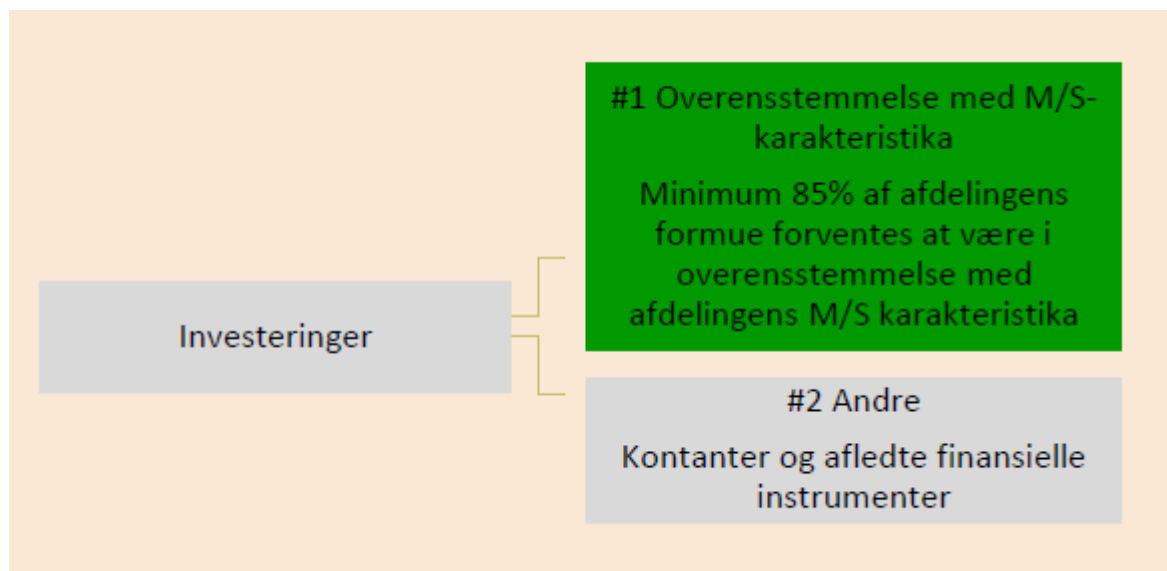 Investeringer
#1 Overensstemmelse med M/S-
karakteristika
Minimum 85% af afdelingens
formue forventes at være i
overensstemmelse med
afdelingens M/S karakteristika
#2 Andre
Kontanter og afledte finansielle
instrumenter